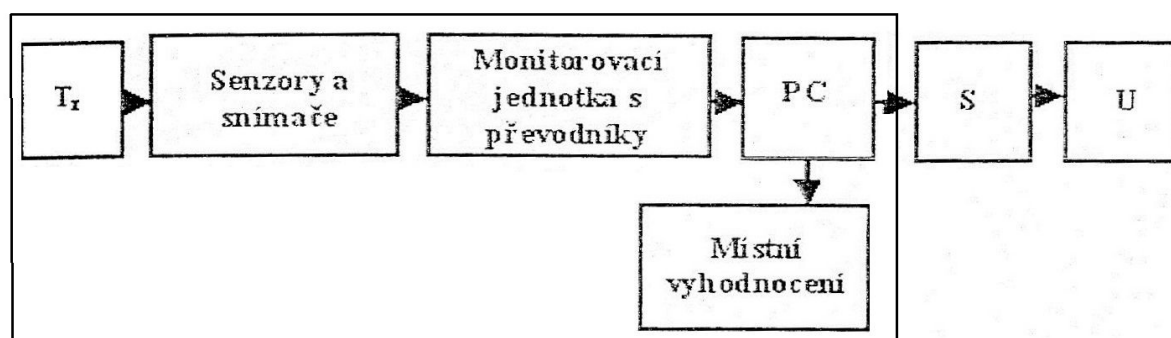 Tr
Senzory a
snímače
Monitorovací
jednotka s
převodníky
PC
S
U
Místní
vyhodnocení